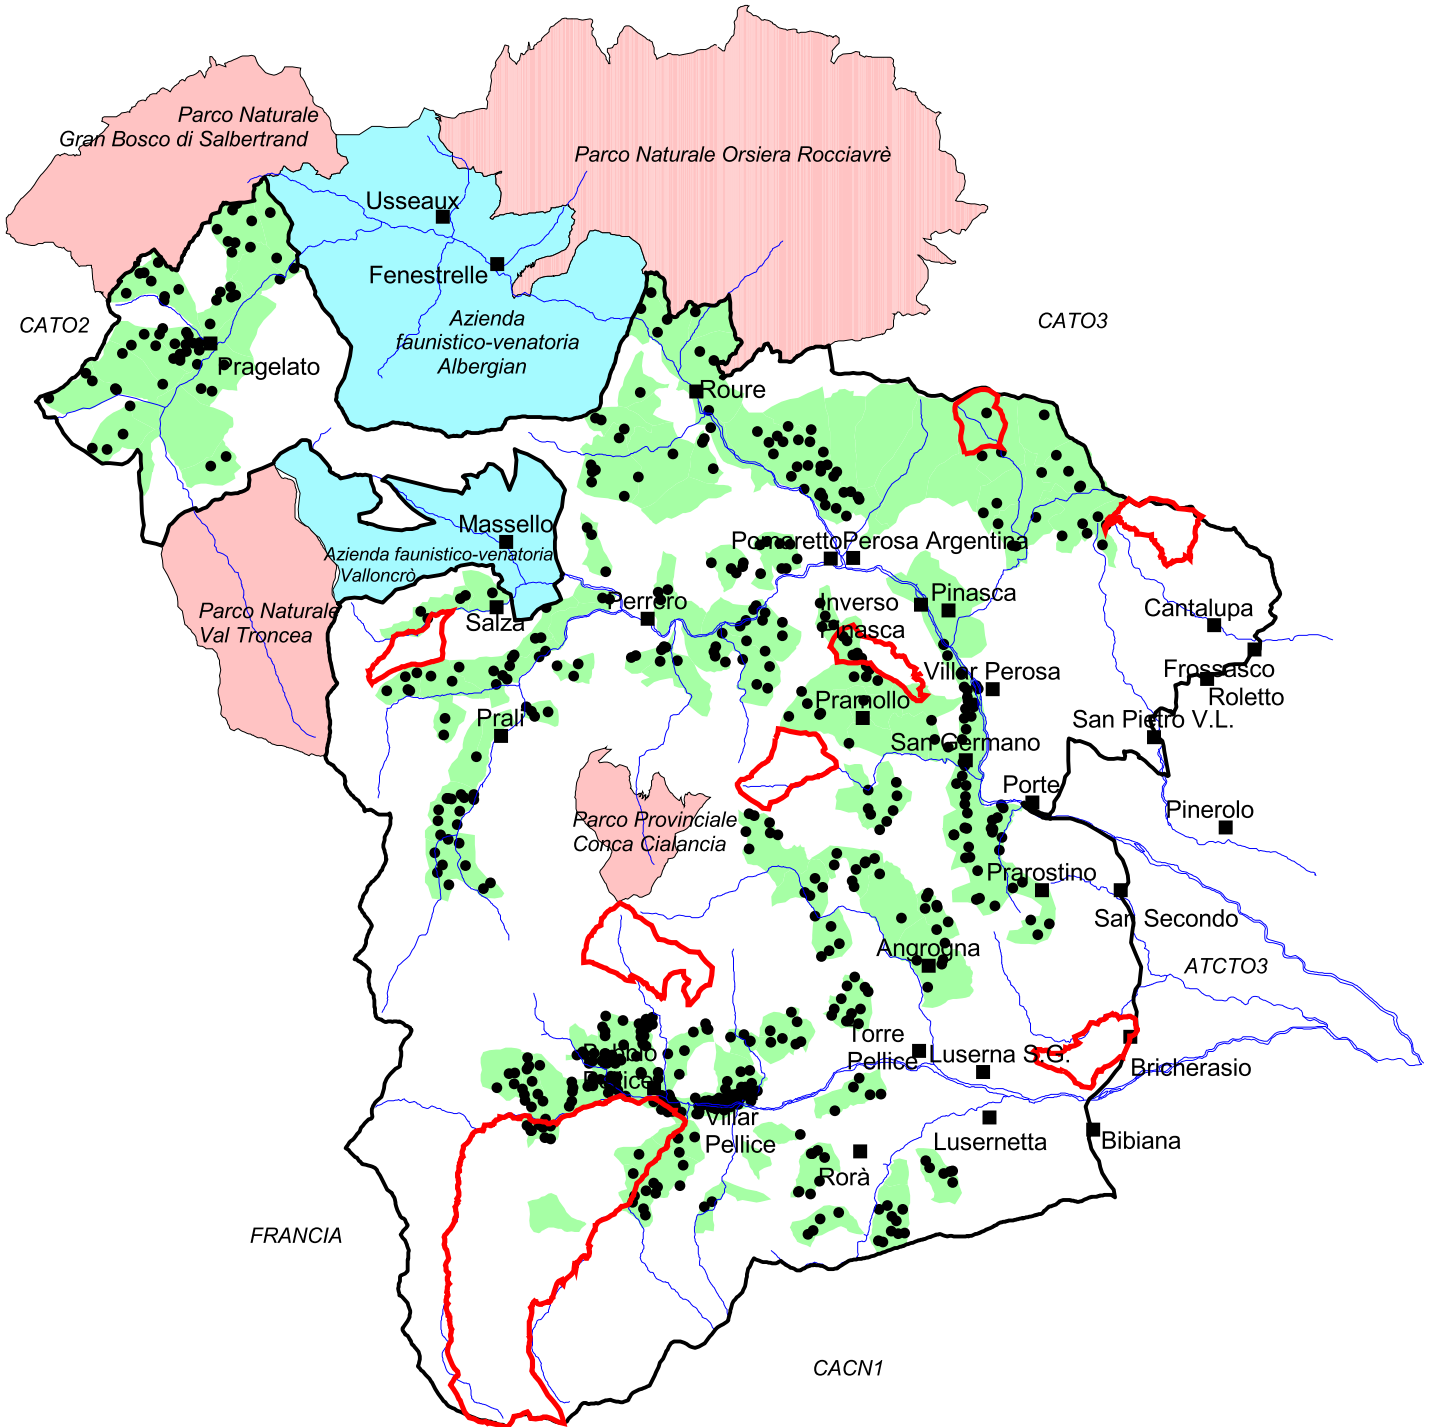 Parco Naturale
Gran Bosco di Salbertrand
Parco Naturale Orsiera Rocciavrè
Usseaux
Fenestrelle
Azienda
faunistico-venatoria
Albergian
CATO2
CATO3
Pragelato
Roure
Massello
Azienda faunistico-venatoria
Valloncrò
Pomaretto
Perosa Argentina
Parco Naturale
Val Troncea
Salza
Perrero
Inverso
Pinasca
Pinasca
Cantalupa
Frossasco
Roletto
Villar Perosa
Pramollo
Prali
San Germano
San Pietro V.L.
Porte
Pinerolo
Parco Provinciale
Conca Cialancia
Prarostino
San Secondo
Angrogna
ATCTO3
Torre
Pellice
Luserna S.G.
Bricherasio
Bobbio
Pellice
Villar
Pellice
Lusernetta
Bibiana
Rorà
FRANCIA
CACN1